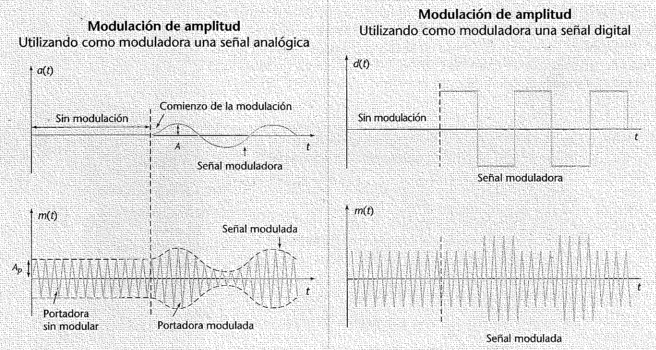 Modulación de amplitud
Utilizando como moduladora una señal analógica
a(t)
Comienzo de la modulación
Sin modulación
A
t
Señal moduladora
m(t)
Señal modulada
Ap
t
Portadora
sin modular
Portadora modulada
Modulación de amplitud
Utilizando como moduladora una señal digital
d(t)
Sin modulación
t
Señal moduladora
m(t)
t
Señal modulada